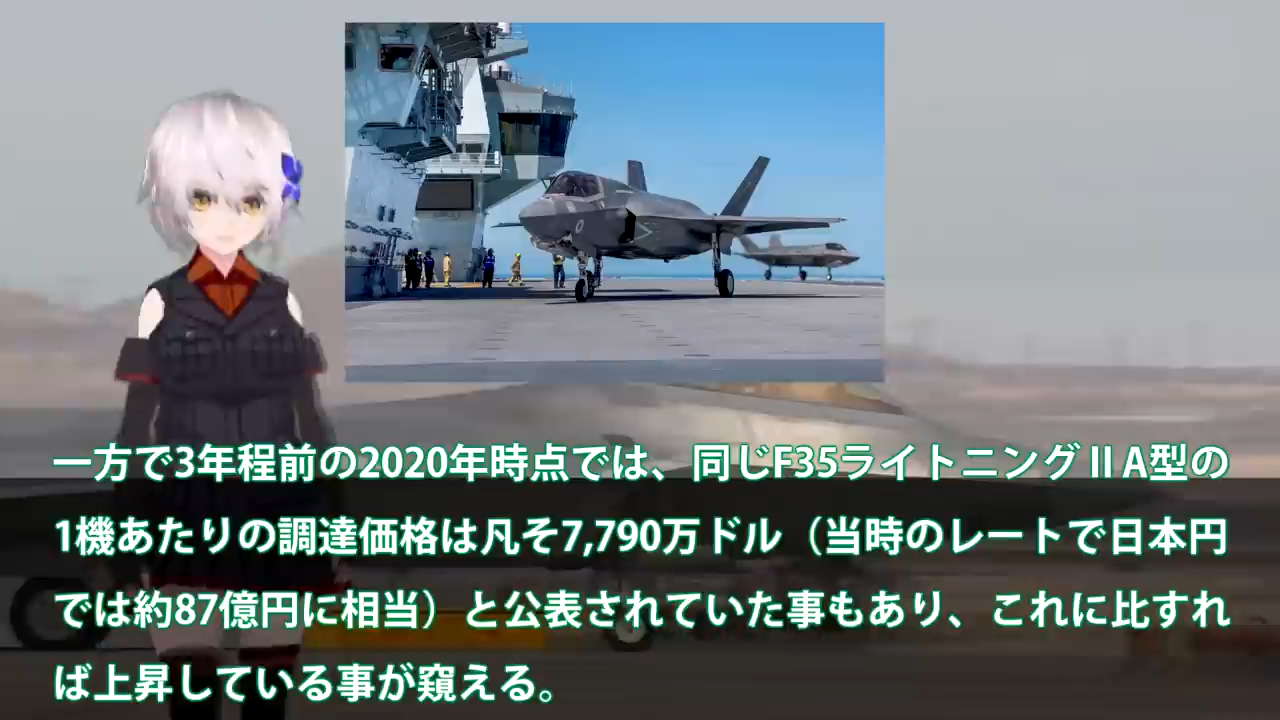 一方で3年程前の2020年時点では、同じF35ライトニングⅡA型の
1機あたりの調達価格は凡そ7,790万ドル（当時のレートで日本円
では約87億円に相当）と公表されていた事もあり、これに比すれ
ば上昇している事が窺える。